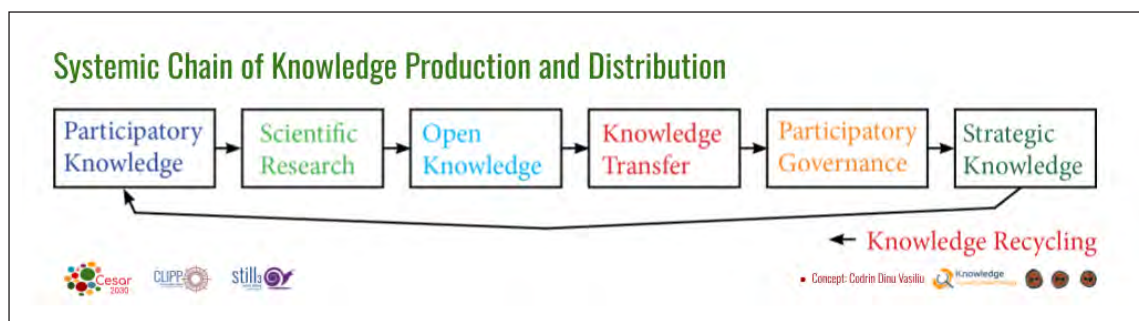 Systemic Chain of Knowledge Production and Distribution
Participatory
Knowledge
Scientific
Research
Open
Knowledge
Knowledge
Transfer
Participatory
Governance
Strategic
Knowledge
Knowledge Recycling
Cesar
2030
CLIPP
still3
• Concept: Codrin Dinu Vasiliu
Knowledge